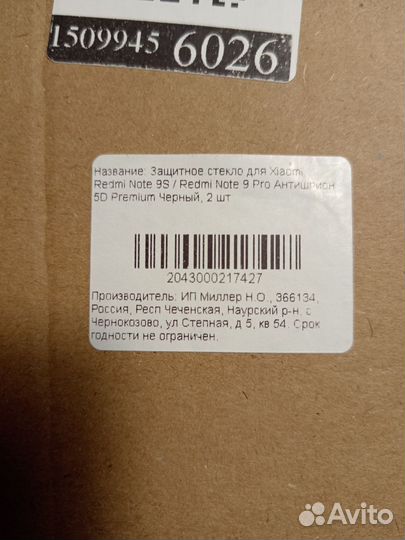 1509945 6026
Название: Защитное стекло для Xiaomi
Redmi Note 9S / Redmi Note 9 Pro Антишпион
5D Premium Черный, 2 шт
2043000217427
Производитель: ИП Миллер Н.О., 366134,
Россия, Респ Чеченская, Наурский р-н, с
Чернокозово, ул Степная, д 5, кв 54. Срок
годности не ограничен.
Avito